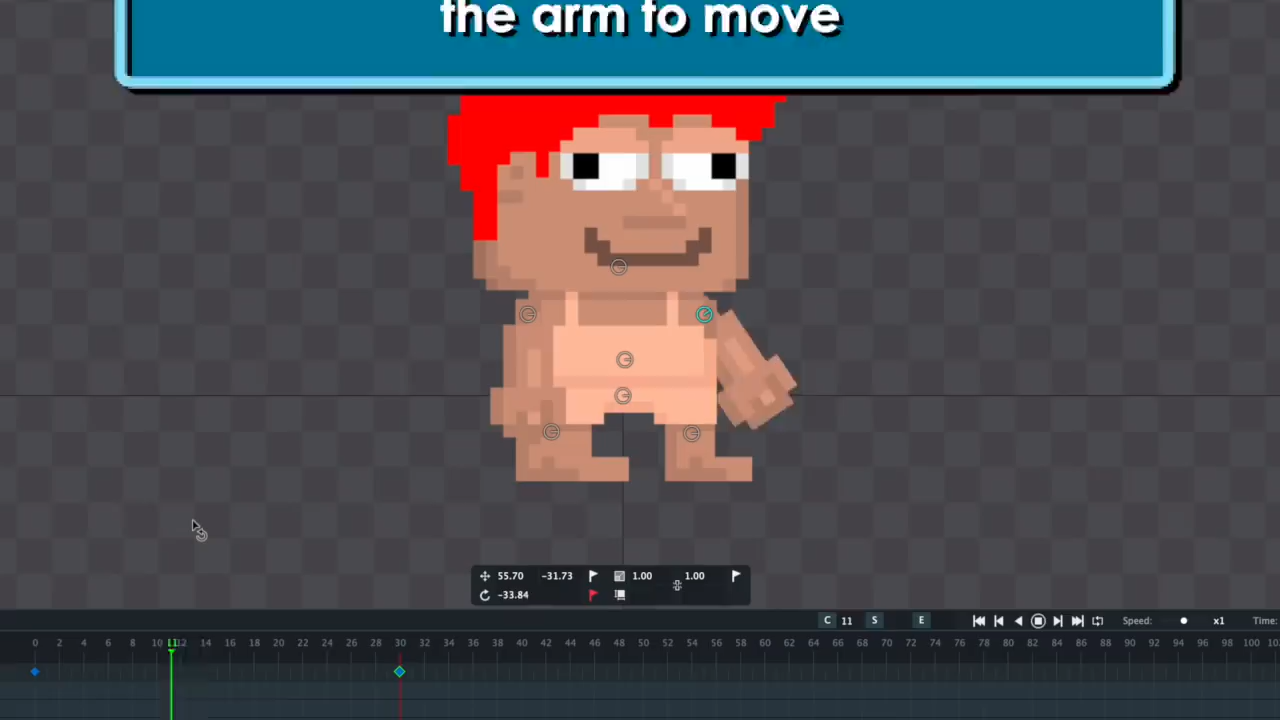 the arm to move
55.70 -31.73 1.00 1.00
-33.84
C 11 S E Speed: x1 Time:
0 2 4 6 8 10 11 12 14 16 18 20 22 24 26 28 30 32 34 36 38 40 42 44 46 48 50 52 54 56 58 60 62 64 66 68 70 72 74 76 78 80 82 84 86 88 90 92 94 96 98 100